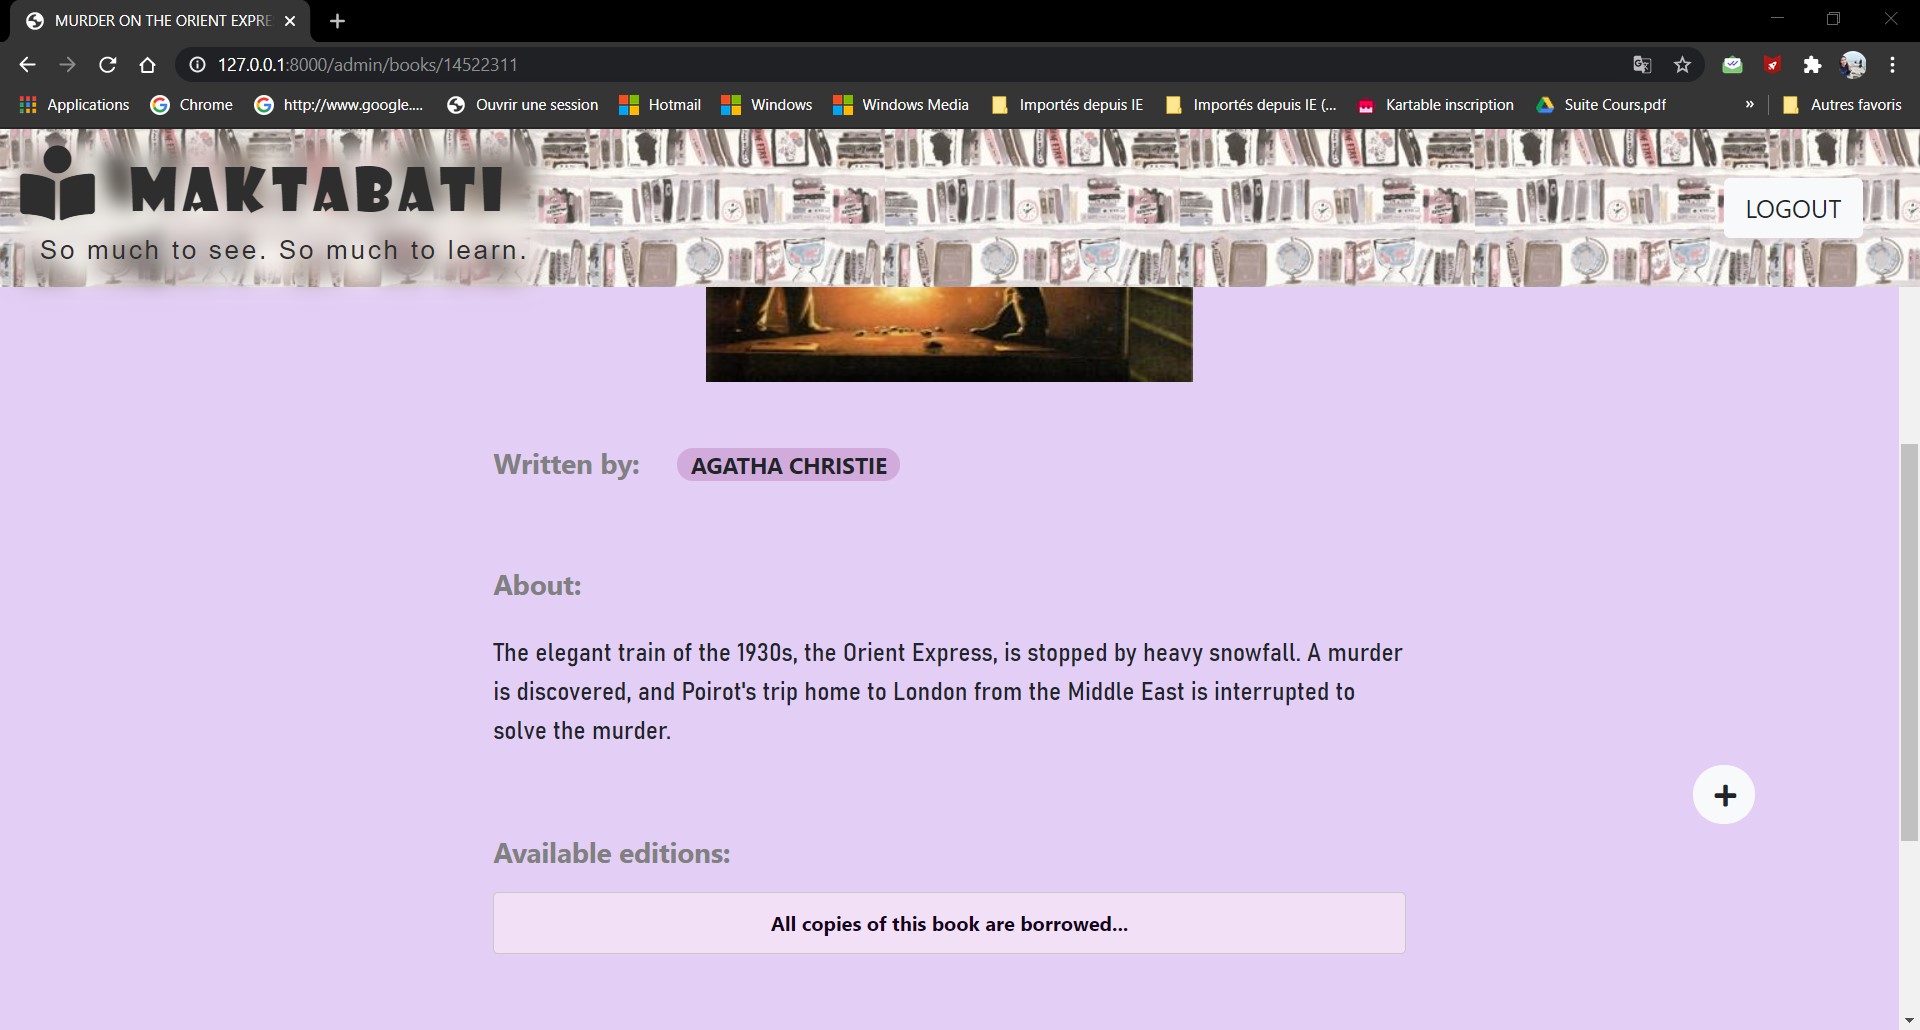 MURDER ON THE ORIENT EXPRE
127.0.0.1:8000/admin/books/14522311
Applications Chrome http://www.google.... Ouvrir une session Hotmail Windows Windows Media Importés depuis IE Importés depuis IE (... Kartable inscription Suite Cours.pdf » Autres favoris
MAKTABATI
So much to see. So much to learn.
LOGOUT
Written by: AGATHA CHRISTIE
About:
The elegant train of the 1930s, the Orient Express, is stopped by heavy snowfall. A murder
is discovered, and Poirot's trip home to London from the Middle East is interrupted to
solve the murder.
+
Available editions:
All copies of this book are borrowed...